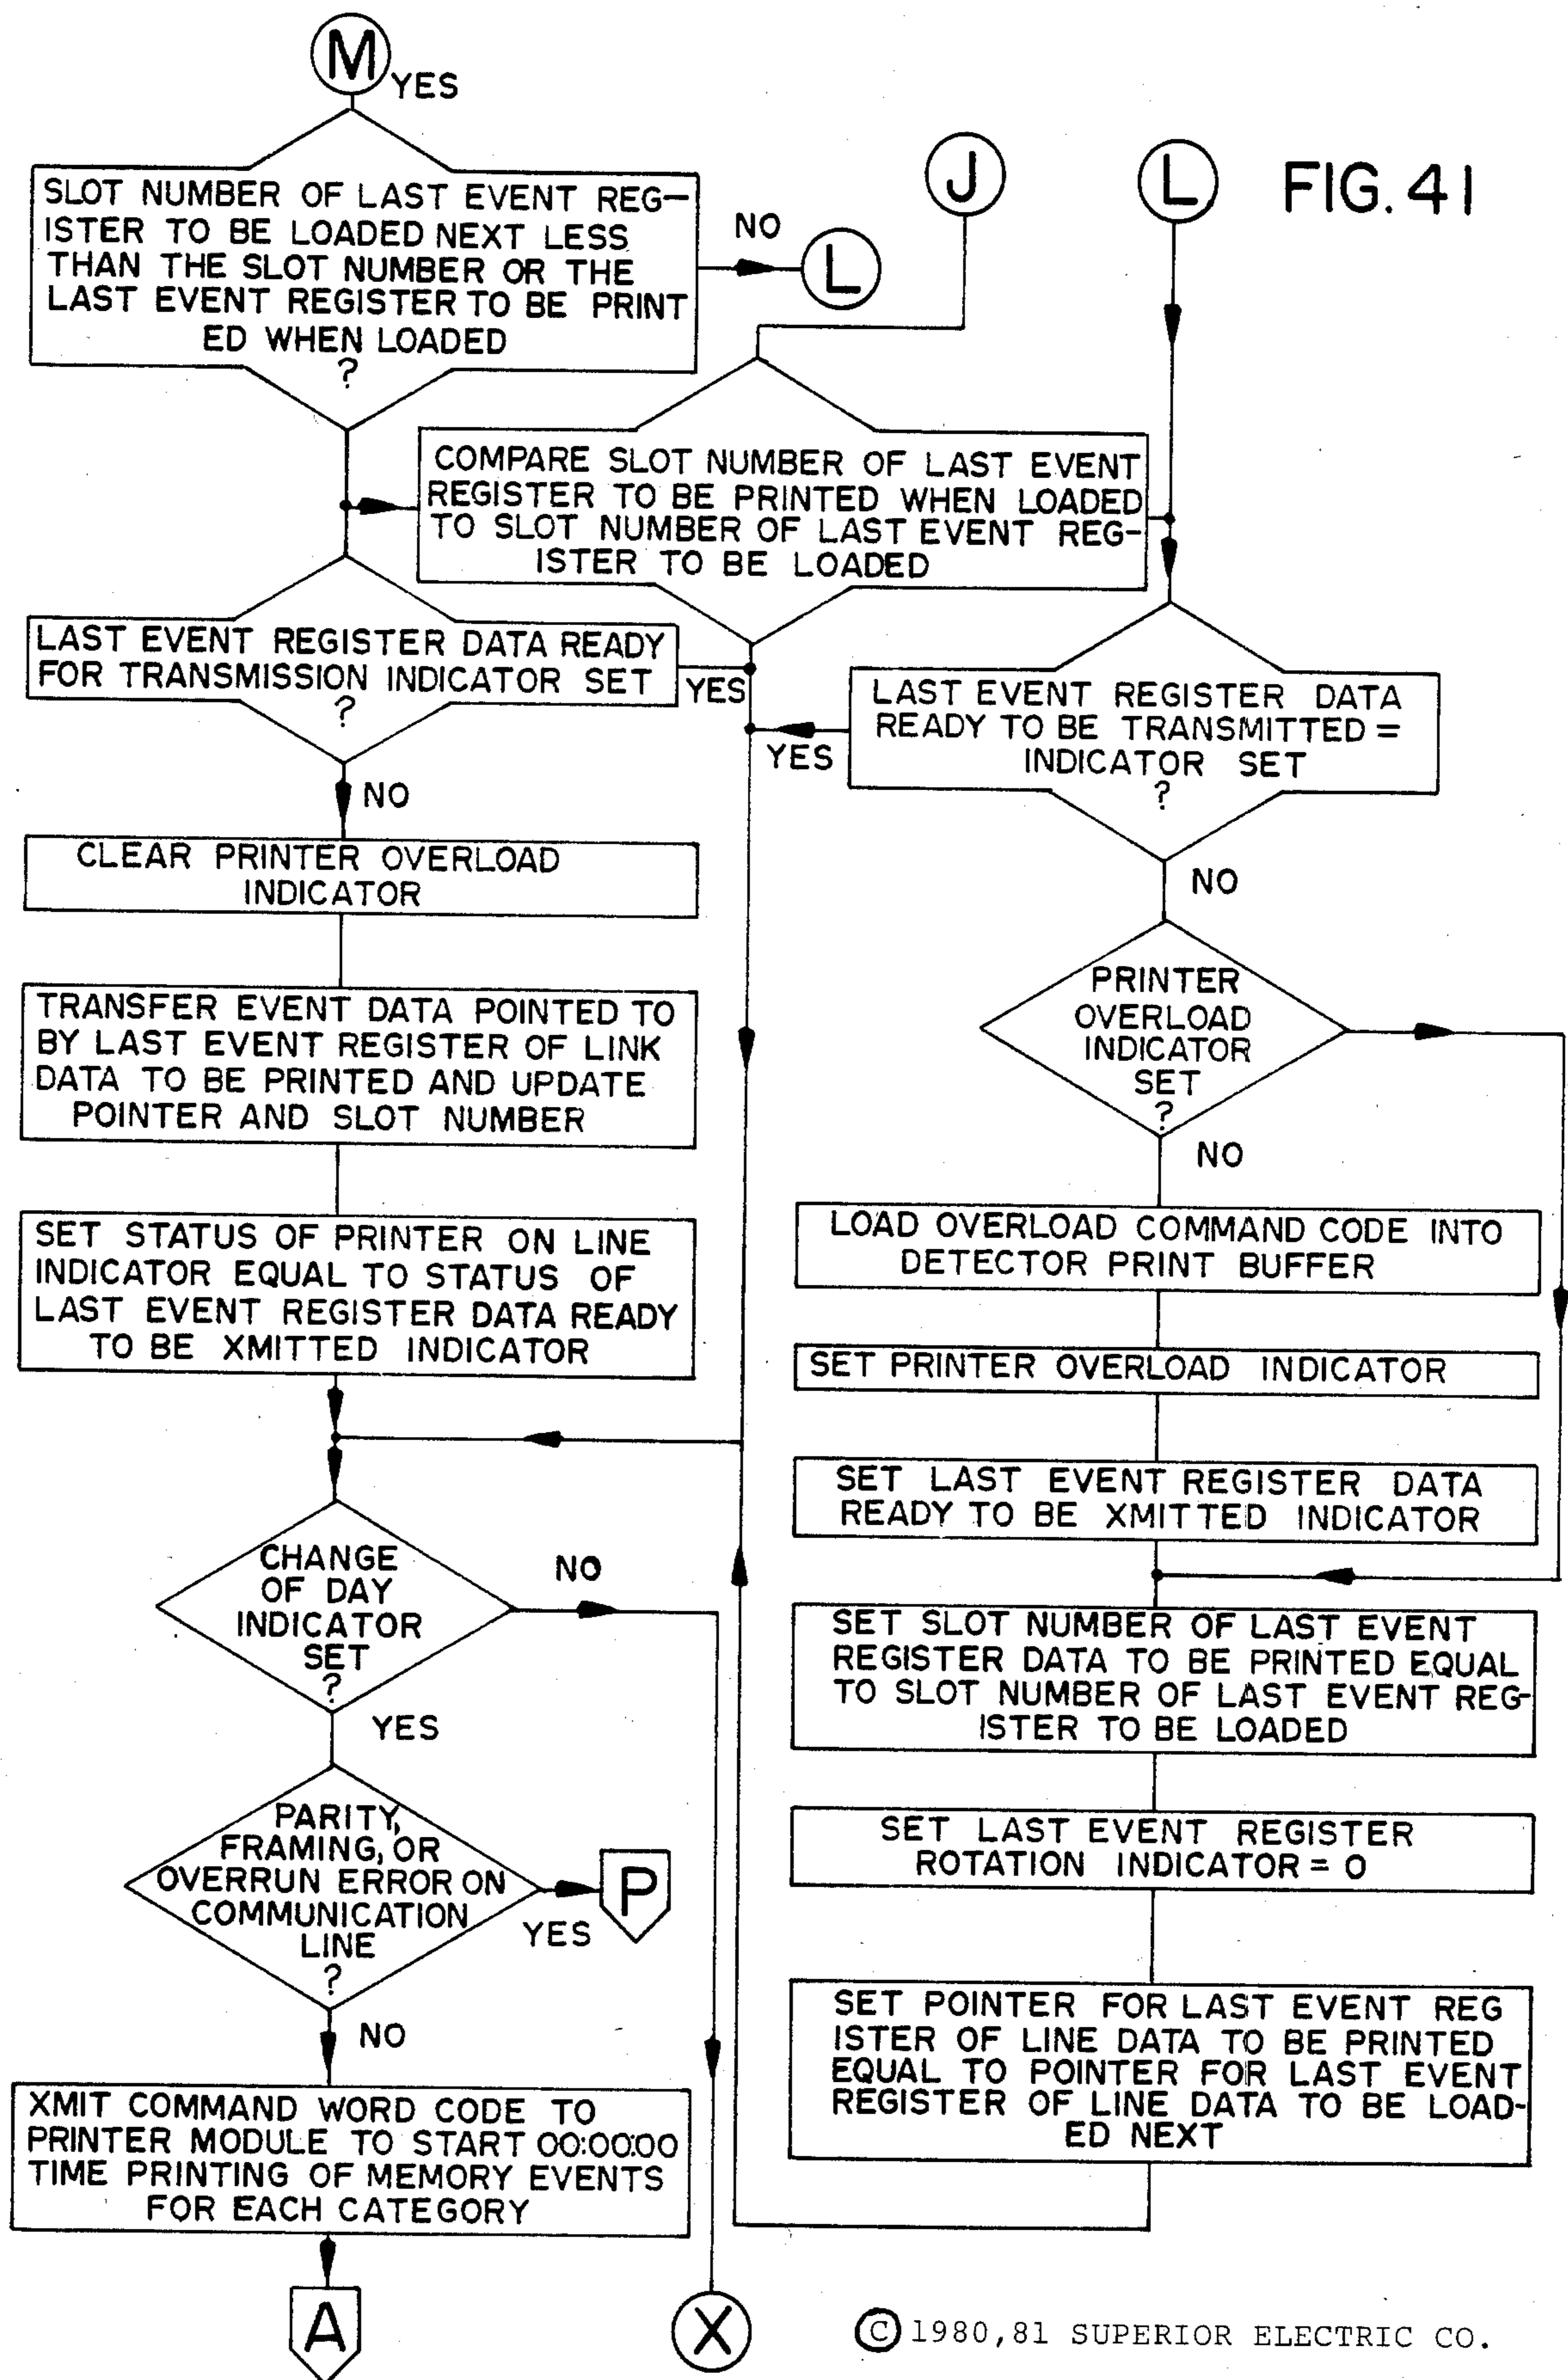 M
YES
SLOT NUMBER OF LAST EVENT REG-
ISTER TO BE LOADED NEXT LESS
THAN THE SLOT NUMBER OR THE
LAST EVENT REGISTER TO BE PRINT
ED WHEN LOADED
?
NO
L
J
L
FIG. 41
COMPARE SLOT NUMBER OF LAST EVENT
REGISTER TO BE PRINTED WHEN LOADED
TO SLOT NUMBER OF LAST EVENT REG-
ISTER TO BE LOADED
LAST EVENT REGISTER DATA READY
FOR TRANSMISSION INDICATOR SET
?
YES
NO
LAST EVENT REGISTER DATA
READY TO BE TRANSMITTED =
INDICATOR SET
?
YES
NO
CLEAR PRINTER OVERLOAD
INDICATOR
TRANSFER EVENT DATA POINTED TO
BY LAST EVENT REGISTER OF LINK
DATA TO BE PRINTED AND UPDATE
POINTER AND SLOT NUMBER
SET STATUS OF PRINTER ON LINE
INDICATOR EQUAL TO STATUS OF
LAST EVENT REGISTER DATA READY
TO BE XMITTED INDICATOR
PRINTER
OVERLOAD
INDICATOR
SET
?
NO
LOAD OVERLOAD COMMAND CODE INTO
DETECTOR PRINT BUFFER
SET PRINTER OVERLOAD INDICATOR
SET LAST EVENT REGISTER DATA
READY TO BE XMITTED INDICATOR
SET SLOT NUMBER OF LAST EVENT
REGISTER DATA TO BE PRINTED EQUAL
TO SLOT NUMBER OF LAST EVENT REG-
ISTER TO BE LOADED
SET LAST EVENT REGISTER
ROTATION INDICATOR = 0
SET POINTER FOR LAST EVENT REG
ISTER OF LINE DATA TO BE PRINTED
EQUAL TO POINTER FOR LAST EVENT
REGISTER OF LINE DATA TO BE LOAD-
ED NEXT
CHANGE
OF DAY
INDICATOR
SET
?
NO
YES
PARITY,
FRAMING, OR
OVERRUN ERROR ON
COMMUNICATION
LINE
?
YES
P
NO
XMIT COMMAND WORD CODE TO
PRINTER MODULE TO START 00:00:00
TIME PRINTING OF MEMORY EVENTS
FOR EACH CATEGORY
A
X
© 1980,81 SUPERIOR ELECTRIC CO.